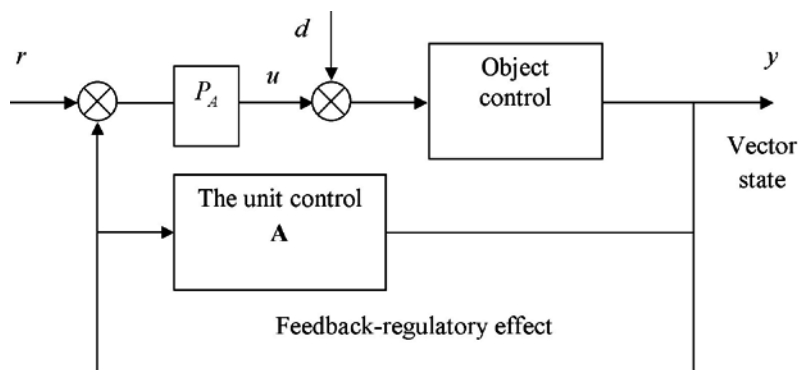 d
r
P_A
u
Object
control
y
Vector
state
The unit control
A
Feedback-regulatory effect